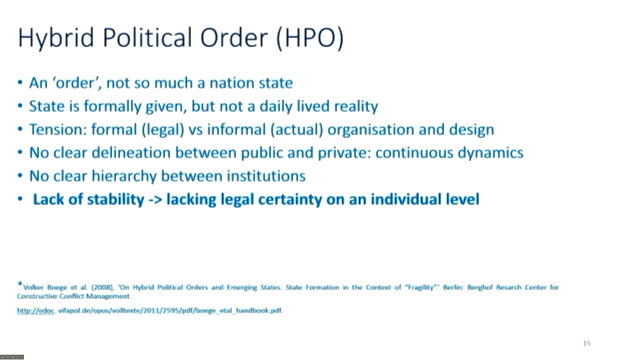 Hybrid Political Order (HPO)
• An ‘order’, not so much a nation state
• State is formally given, but not a daily lived reality
• Tension: formal (legal) vs informal (actual) organisation and design
• No clear delineation between public and private: continuous dynamics
• No clear hierarchy between institutions
• Lack of stability -> lacking legal certainty on an individual level
*Volker Boege et al. (2008), ‘On Hybrid Political Orders and Emerging States: State Formation in the Context of “Fragility”’ Berlin: Berghof Resarch Center for
Constructive Conflict Management
http://edoc. vifapol.de/opus/volltexte/2011/2595/pdf/boege_etal_handbook.pdf.
15